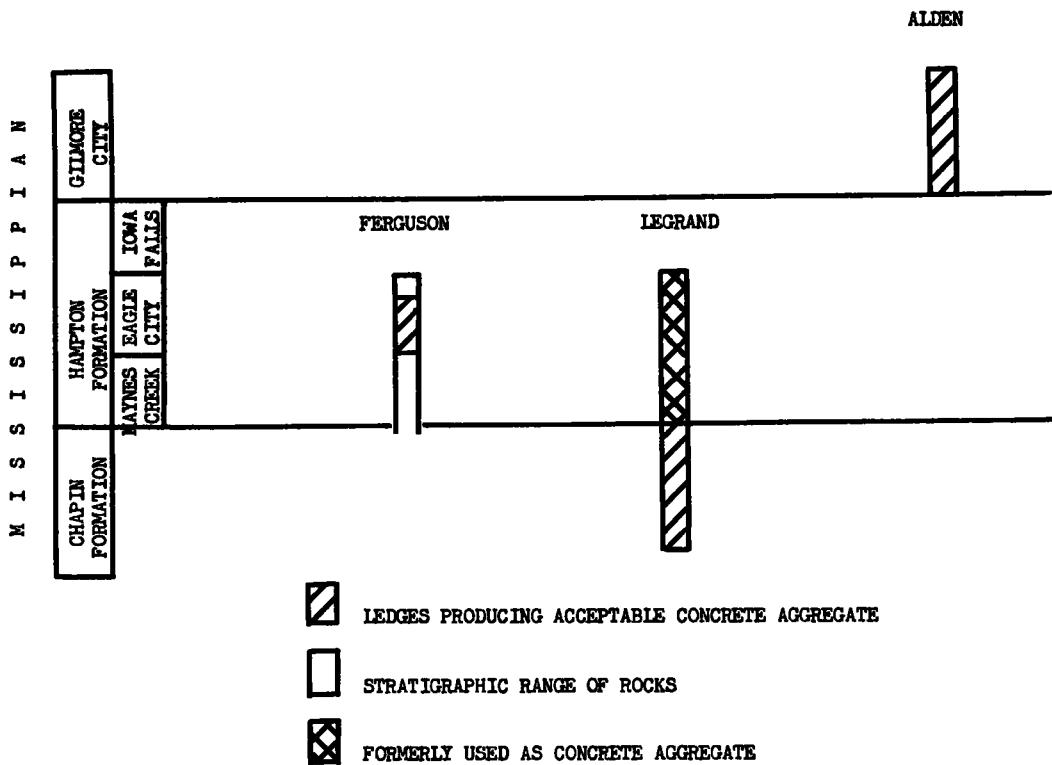 ALDEN
MISSISSIPPIAN
GILMORE
CITY
HAMPTON
FORMATION
IOWA
FALLS
EAGLE
CITY
MAYNES
CREEK
CHAPIN
FORMATION
FERGUSON
LEGRAND
LEDGES PRODUCING ACCEPTABLE CONCRETE AGGREGATE
STRATIGRAPHIC RANGE OF ROCKS
FORMERLY USED AS CONCRETE AGGREGATE